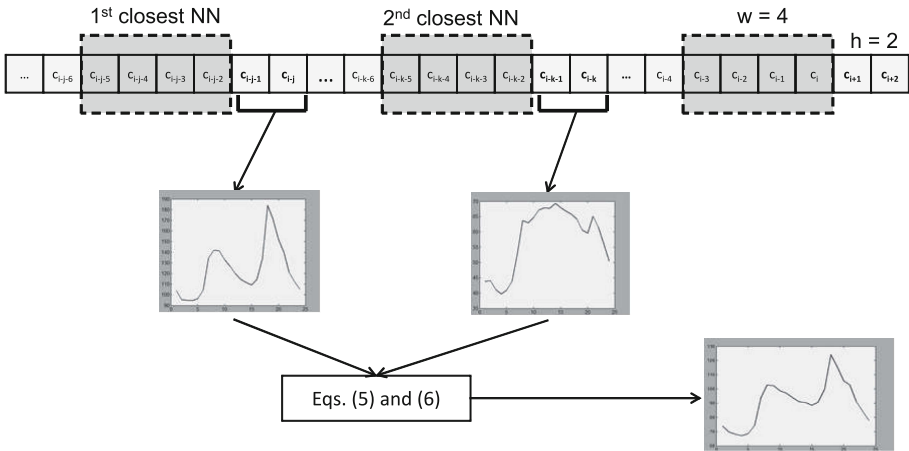 1st closest NN
2nd closest NN
w = 4
h = 2
... ci-j-6 ci-j-5 ci-j-4 ci-j-3 ci-j-2 ci-j-1 ci-j ... ci-k-6 ci-k-5 ci-k-4 ci-k-3 ci-k-2 ci-k-1 ci-k ... ci-4 ci-3 ci-2 ci-1 ci ci+1 ci+2
Eqs. (5) and (6)